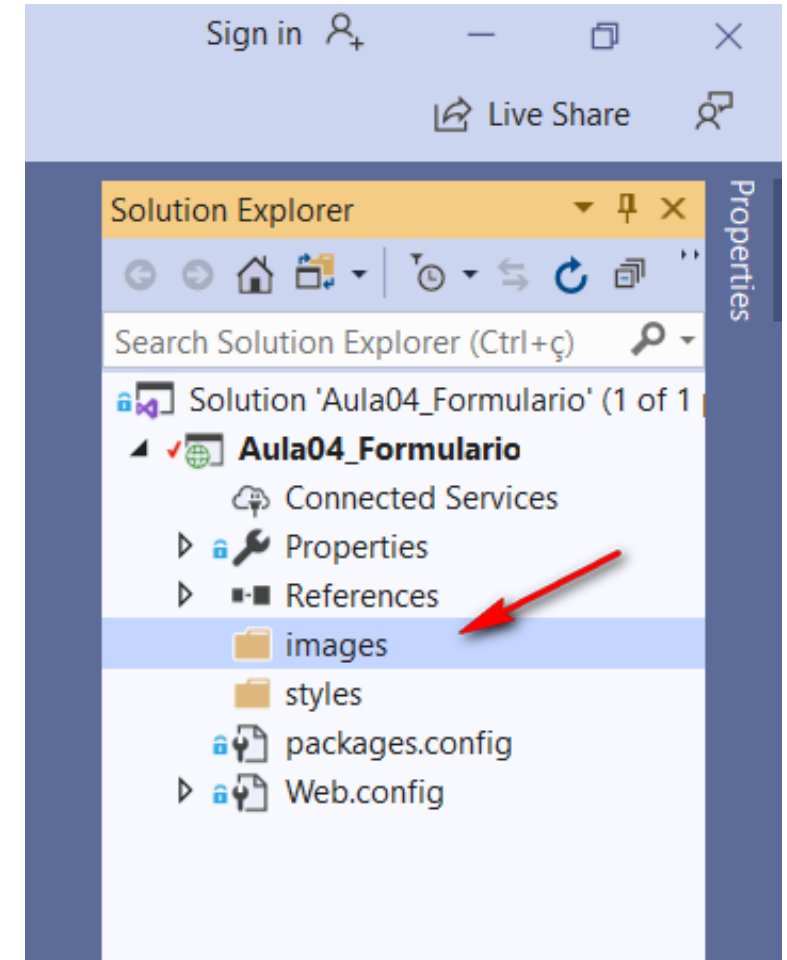 Sign in
Live Share
Solution Explorer
Properties
Search Solution Explorer (Ctrl+ç)
Solution 'Aula04_Formulario' (1 of 1
Aula04_Formulario
Connected Services
Properties
References
images
styles
packages.config
Web.config